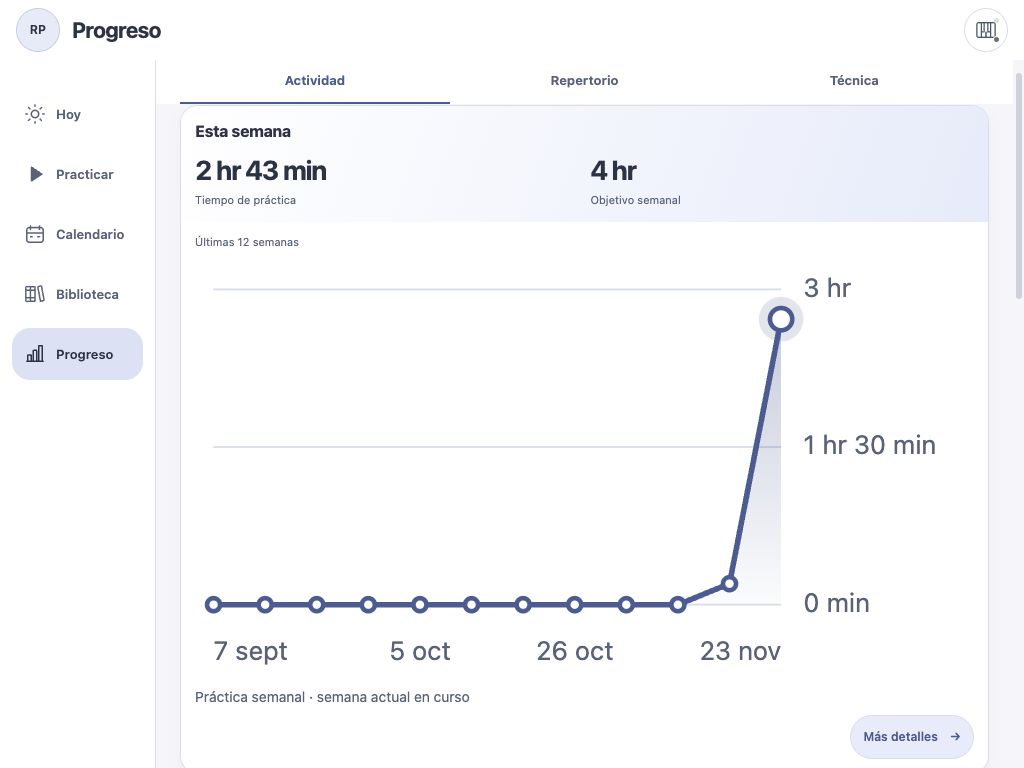 RP
Progreso
Hoy
Practicar
Calendario
Biblioteca
Progreso
Actividad
Repertorio
Técnica
Esta semana
2 hr 43 min
Tiempo de práctica
4 hr
Objetivo semanal
Últimas 12 semanas
3 hr
1 hr 30 min
0 min
7 sept
5 oct
26 oct
23 nov
Práctica semanal · semana actual en curso
Más detalles